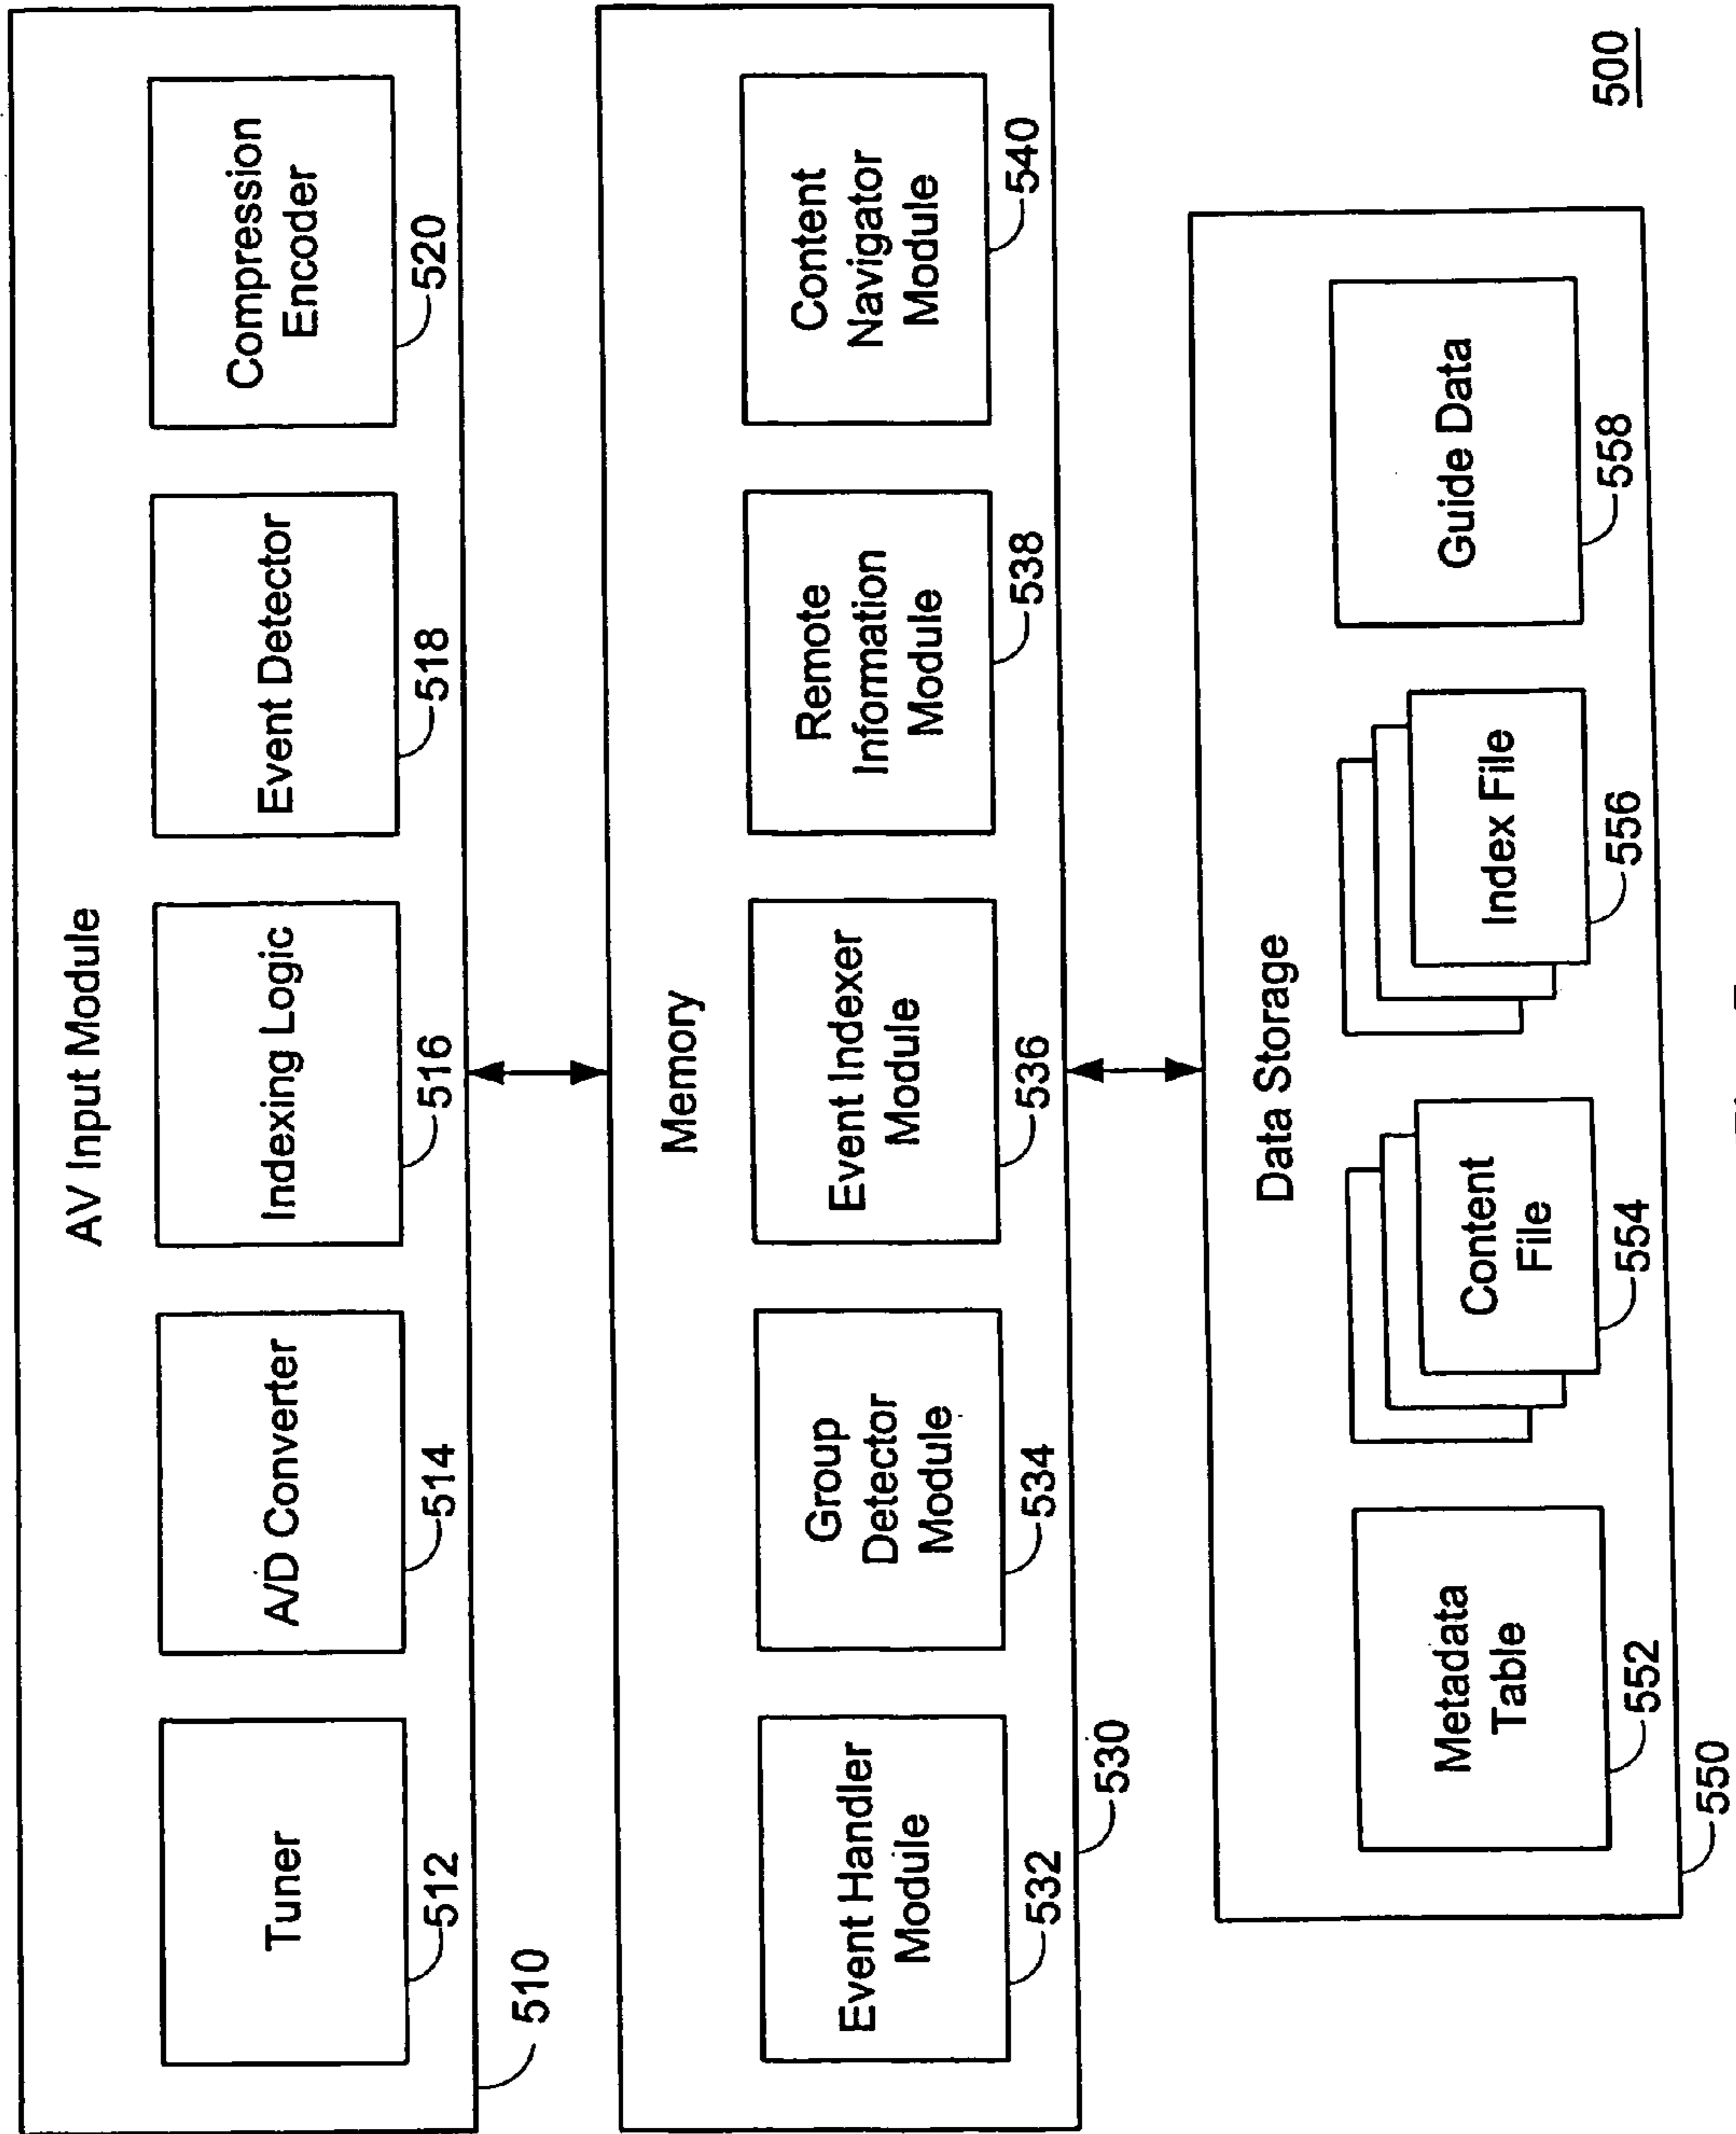 AV Input Module
Tuner
512
A/D Converter
514
Indexing Logic
516
Event Detector
518
Compression
Encoder
520
510
Memory
Event Handler
Module
532
Group
Detector
Module
534
Event Indexer
Module
536
Remote
Information
Module
538
Content
Navigator
Module
540
530
Data Storage
Metadata
Table
552
Content
File
554
Index File
556
Guide Data
558
550
500